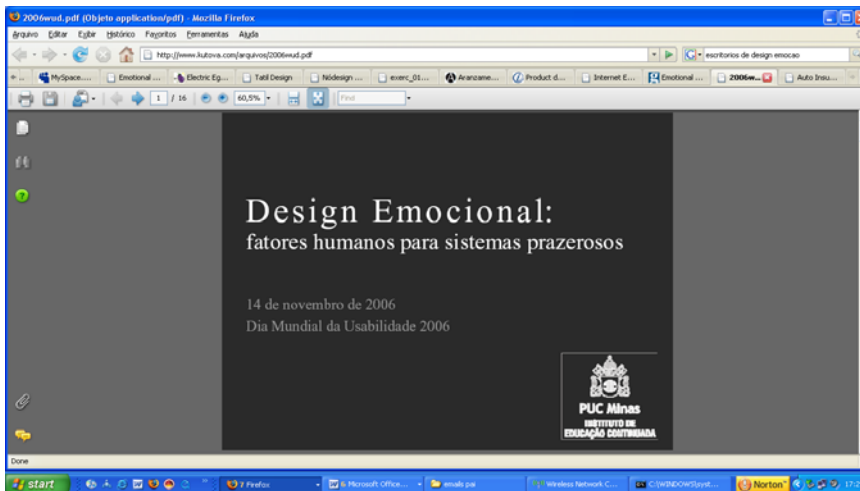 2006wud.pdf (Objeto application/pdf) - Mozilla Firefox
Arquivo Editar Exibir Histórico Favoritos Ferramentas Ajuda
http://www.kutova.com/arquivos/2006wud.pdf
escritorios de design emocao
MySpace.... Emotional ... Electric Eg... Tatil Design Nódesign ... exerc_01... Aranzame... Product d... Internet E... Emotional ... 2006w... Auto Insu...
1 / 16 60,5% Find
Design Emocional:
fatores humanos para sistemas prazerosos
14 de novembro de 2006
Dia Mundial da Usabilidade 2006
PUC Minas
INSTITUTO DE
EDUCAÇÃO CONTINUADA
Done
start 7 Firefox 6 Microsoft Office... emails pai Wireless Network C... C:\WINDOWS\syst... Norton